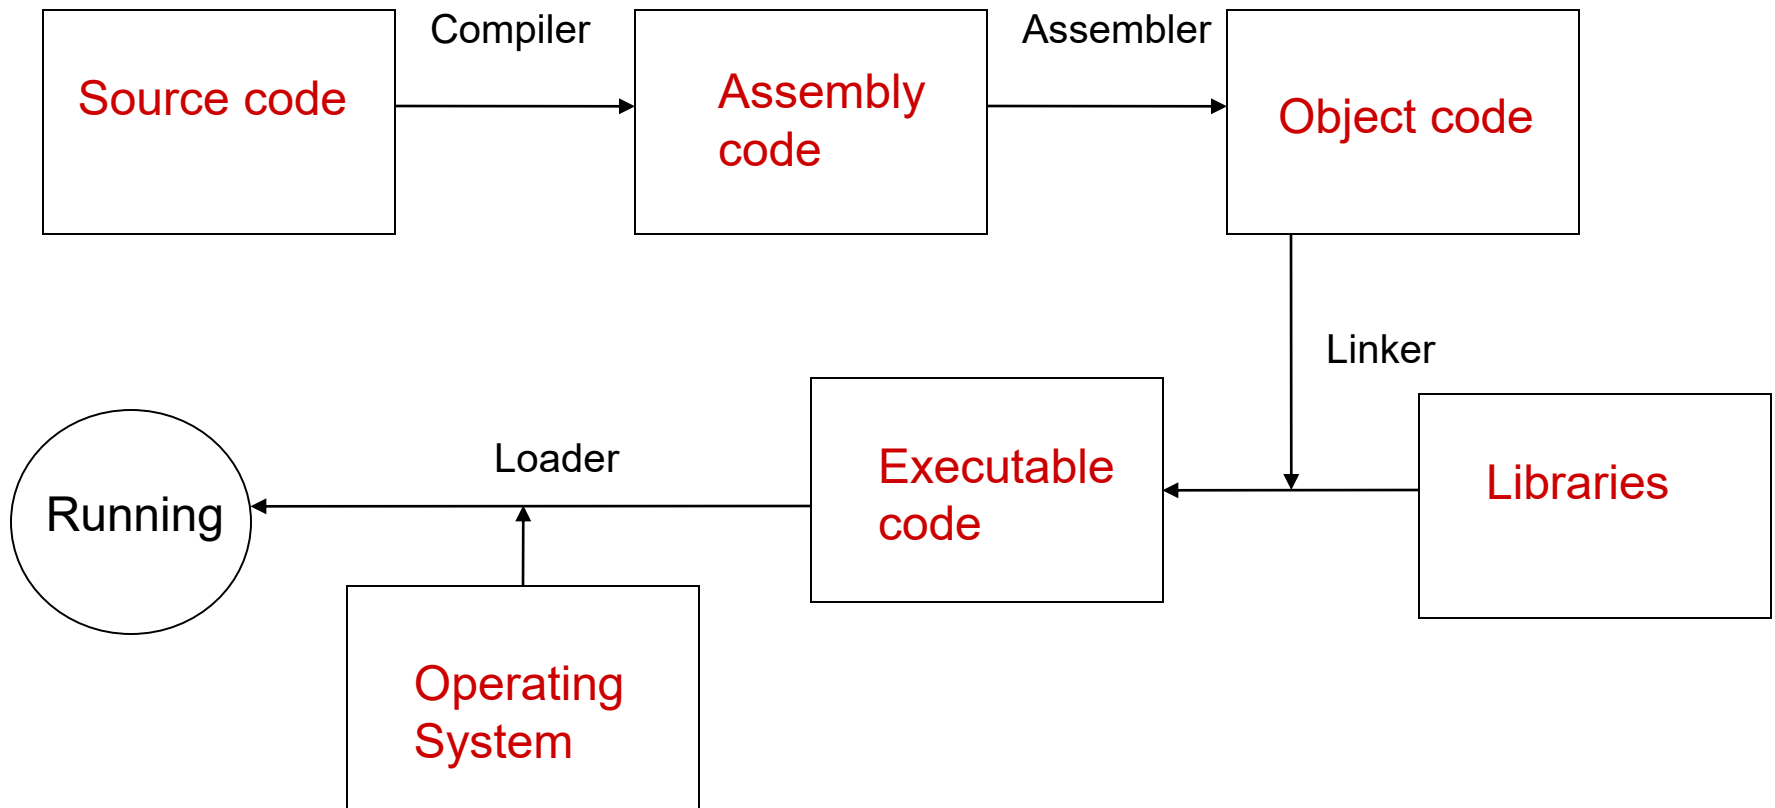 Compiler
Assembler
Source code
Assembly
code
Object code
Linker
Loader
Executable
code
Libraries
Running
Operating
System